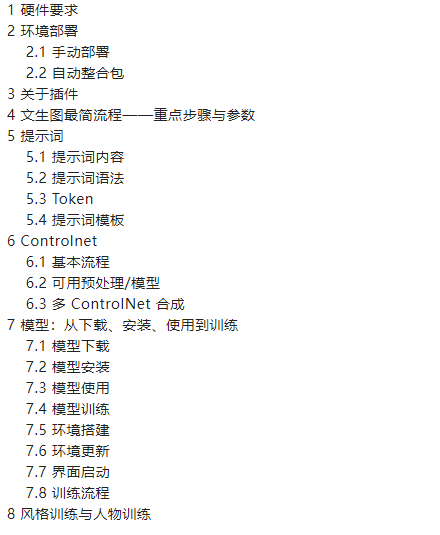 1 硬件要求
2 环境部署
2.1 手动部署
2.2 自动整合包
3 关于插件
4 文生图最简流程——重点步骤与参数
5 提示词
5.1 提示词内容
5.2 提示词语法
5.3 Token
5.4 提示词模板
6 Controlnet
6.1 基本流程
6.2 可用预处理/模型
6.3 多 ControlNet 合成
7 模型：从下载、安装、使用到训练
7.1 模型下载
7.2 模型安装
7.3 模型使用
7.4 模型训练
7.5 环境搭建
7.6 环境更新
7.7 界面启动
7.8 训练流程
8 风格训练与人物训练